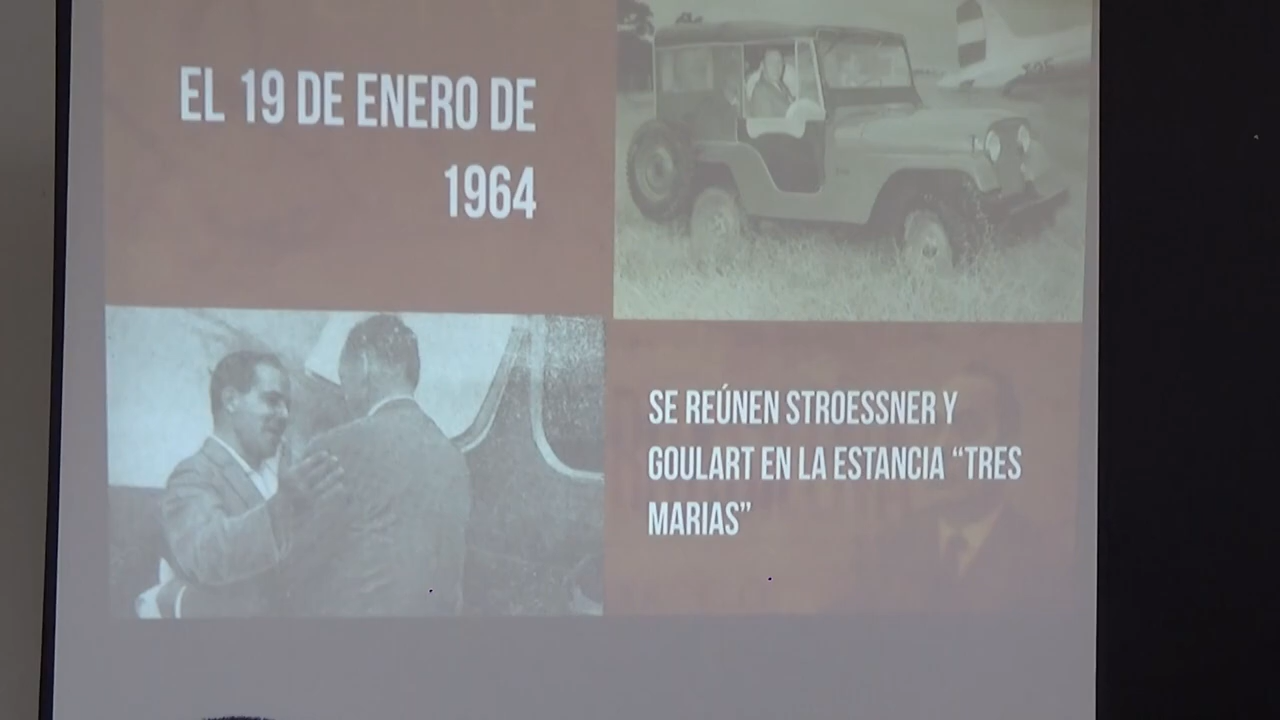 EL 19 DE ENERO DE
1964
SE REÚNEN STROESSNER Y
GOULART EN LA ESTANCIA “TRES
MARIAS”